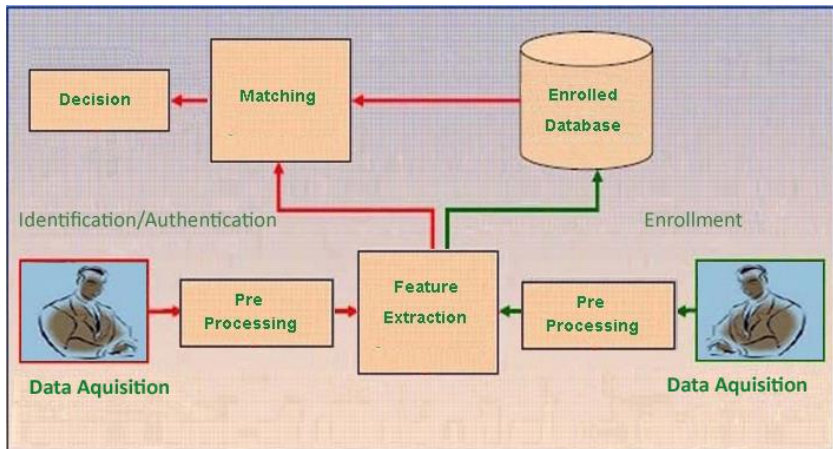 Decision
Matching
Enrolled
Database
Identification/Authentication
Enrollment
Pre
Processing
Feature
Extraction
Pre
Processing
Data Aquisition
Data Aquisition